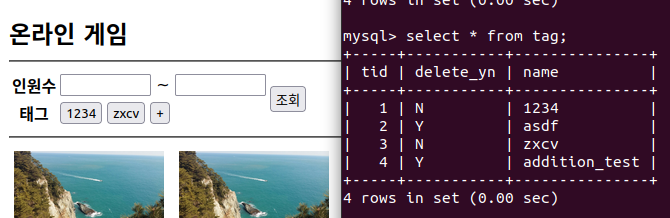 온라인 게임
인원수 ~ 조회
태그 1234 zxcv +
4 rows in set (0.00 sec)
mysql> select * from tag;
+-----+-----------+---------------+
| tid | delete_yn | name          |
+-----+-----------+---------------+
|   1 | N         | 1234          |
|   2 | Y         | asdf          |
|   3 | N         | zxcv          |
|   4 | Y         | addition_test |
+-----+-----------+---------------+
4 rows in set (0.00 sec)